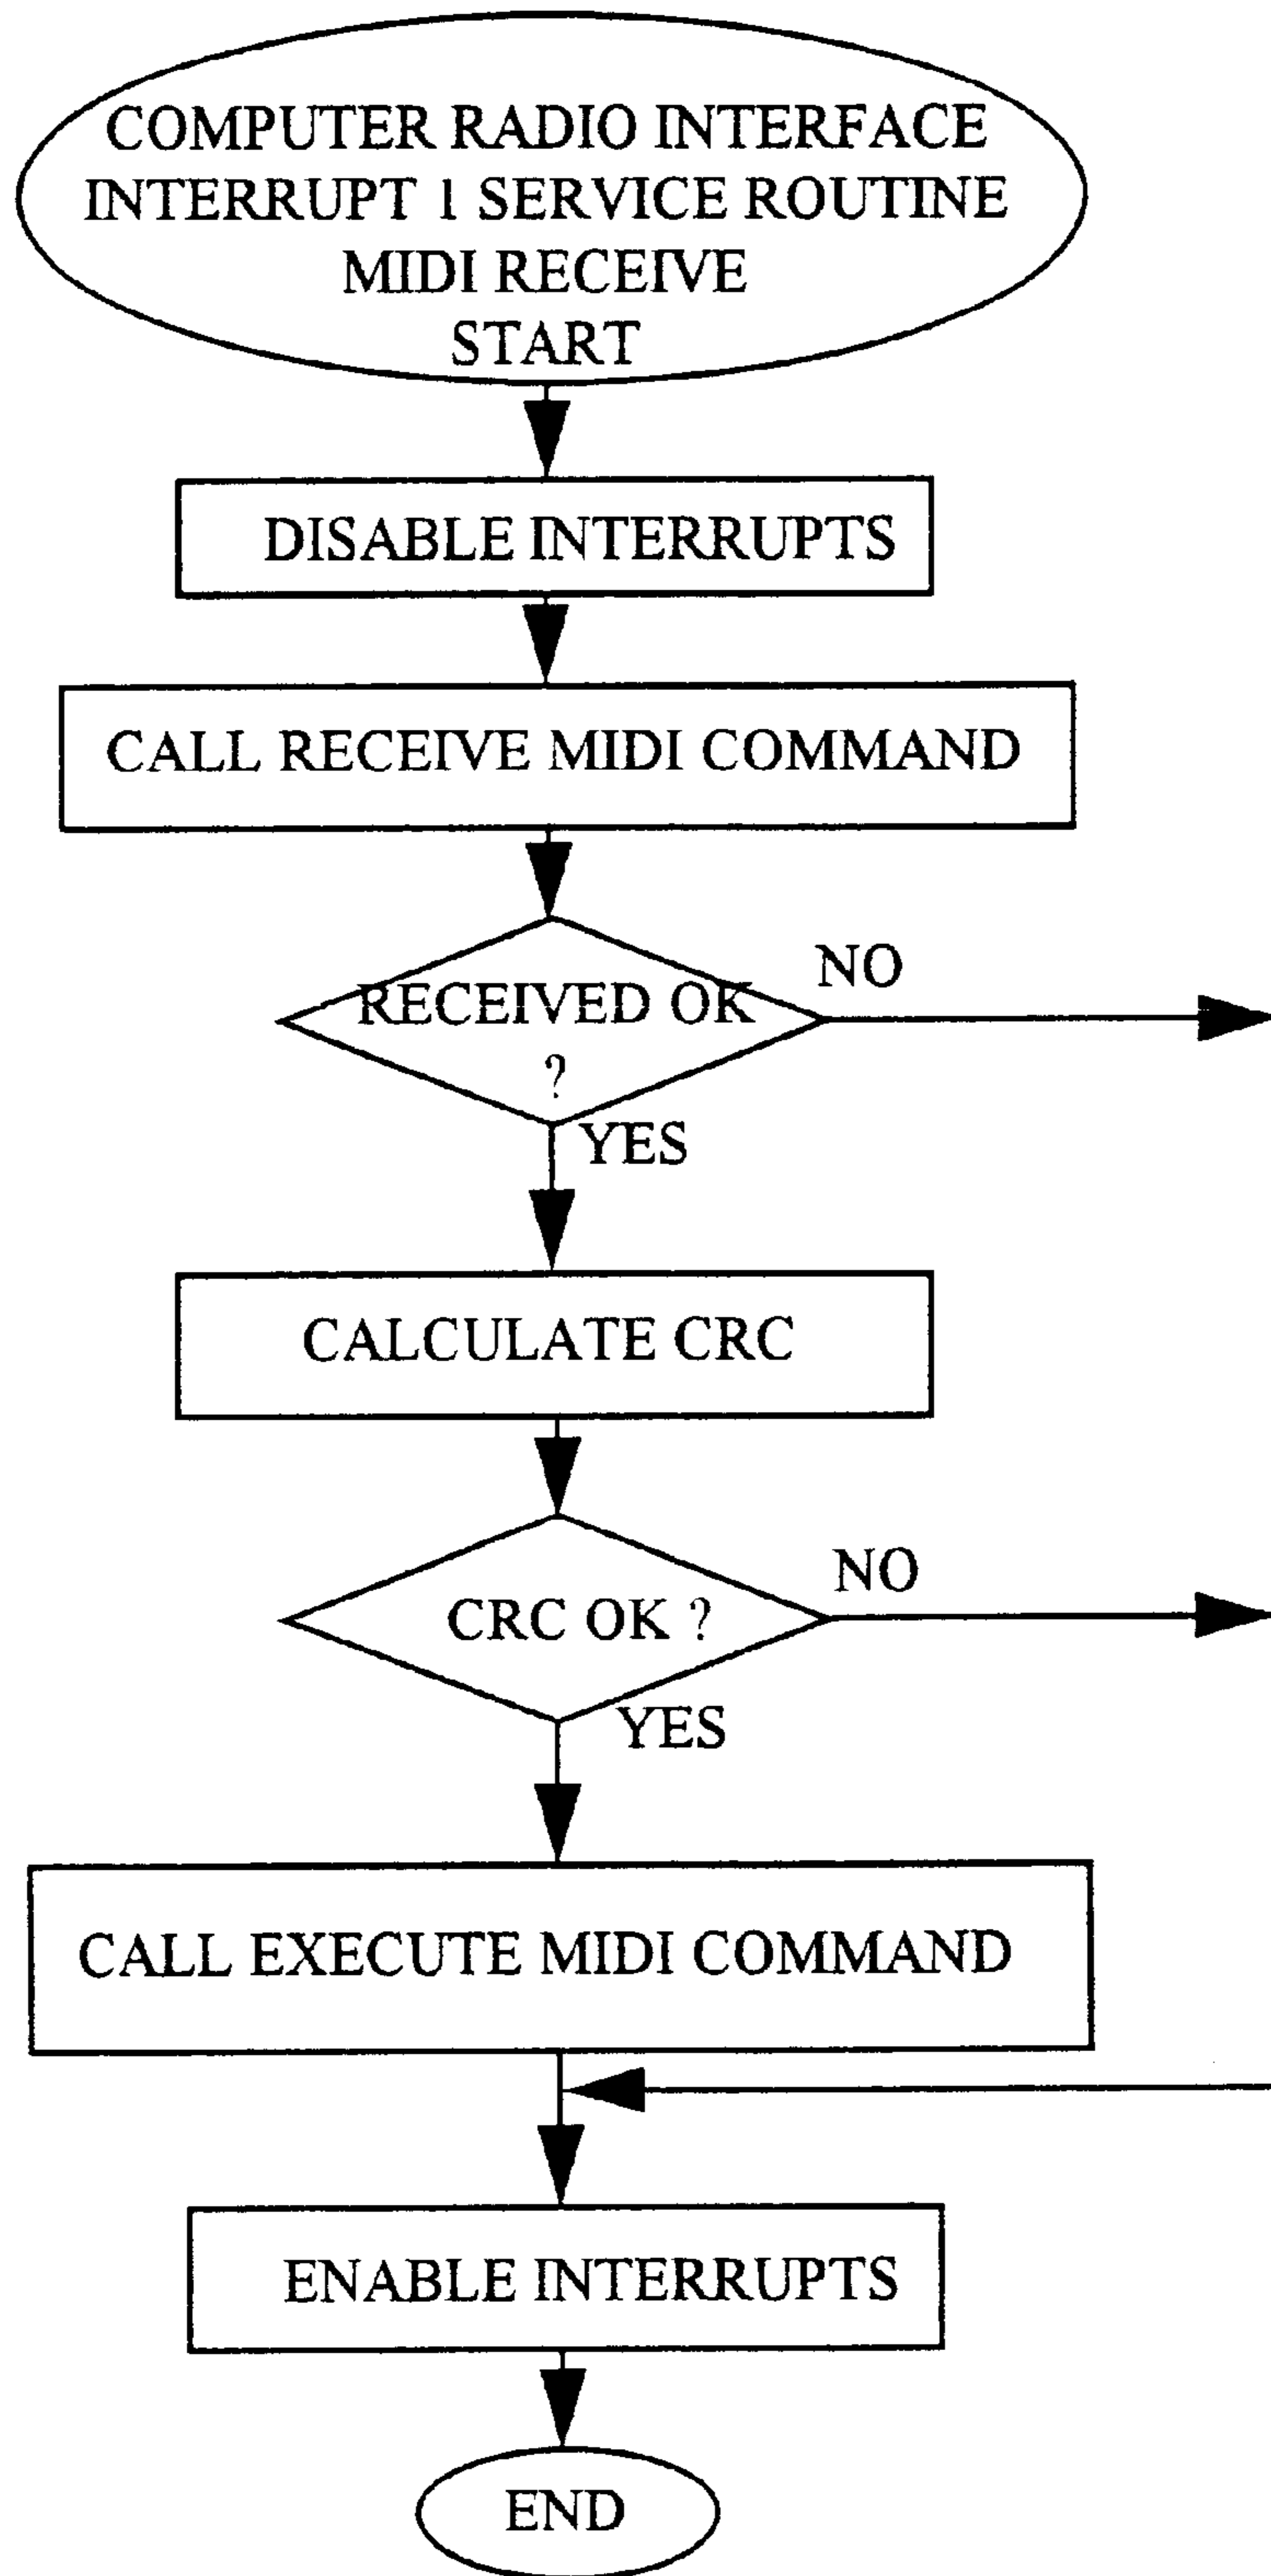 COMPUTER RADIO INTERFACE
INTERRUPT 1 SERVICE ROUTINE
MIDI RECEIVE
START
DISABLE INTERRUPTS
CALL RECEIVE MIDI COMMAND
NO
RECEIVED OK
?
YES
CALCULATE CRC
NO
CRC OK ?
YES
CALL EXECUTE MIDI COMMAND
ENABLE INTERRUPTS
END